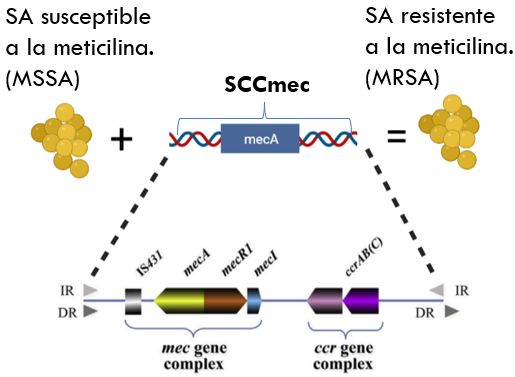 SA susceptible
a la meticilina.
(MSSA)
SA resistente
a la meticilina.
(MRSA)
SCCmec
+
mecA
=
IS431
mecA
mecR1
mecI
ccrAB(C)
IR
DR
IR
DR
mec gene
complex
ccr gene
complex